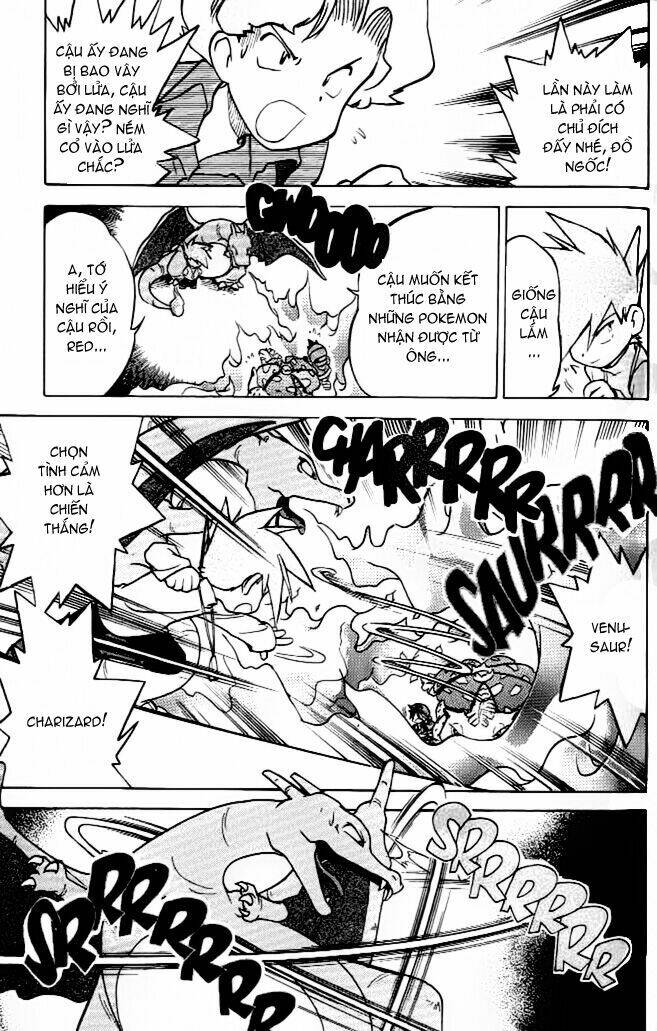 LẦN NÀY LÀM
LÀ PHẢI CÓ
CHỦ ĐÍCH
ĐẤY NHÉ, ĐỒ
NGỐC!
CẬU ẤY ĐANG
BỊ BAO VÂY
BỞI LỬA, CẬU
ẤY ĐANG NGHĨ
GÌ VẬY? NÉM
CỎ VÀO LỬA
CHẮC?
GIỐNG
CẬU
LẮM
...
CẬU MUỐN KẾT
THÚC BẰNG
NHỮNG POKEMON
NHẬN ĐƯỢC TỪ
ÔNG...
GWOOOO
A, TỚ
HIỂU Ý
NGHĨ CỦA
CẬU RỒI,
RED...
GHARRRRRR
SAURRRRR
VENU-
SAUR!
CHỌN
TÌNH CẢM
HƠN LÀ
CHIẾN
THẮNG!
CHARIZARD!
SRRRRRRR
SRRRRRRR